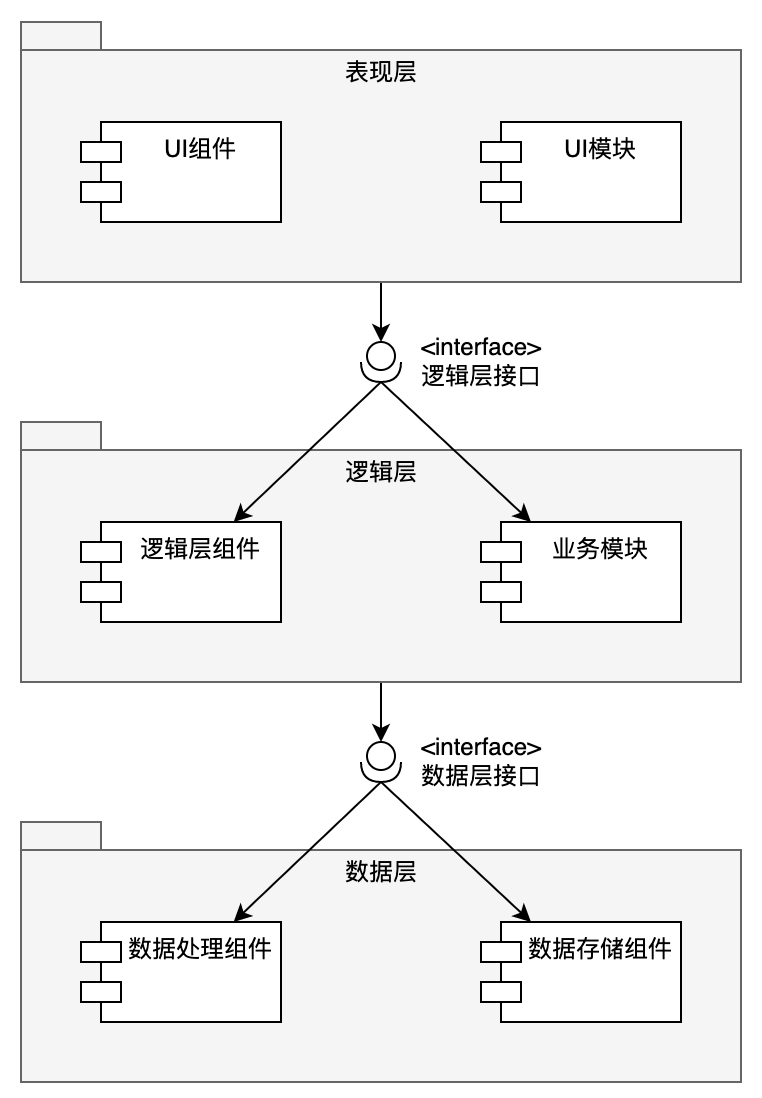 表现层
UI组件
UI模块
<interface>
逻辑层接口
逻辑层
逻辑层组件
业务模块
<interface>
数据层接口
数据层
数据处理组件
数据存储组件